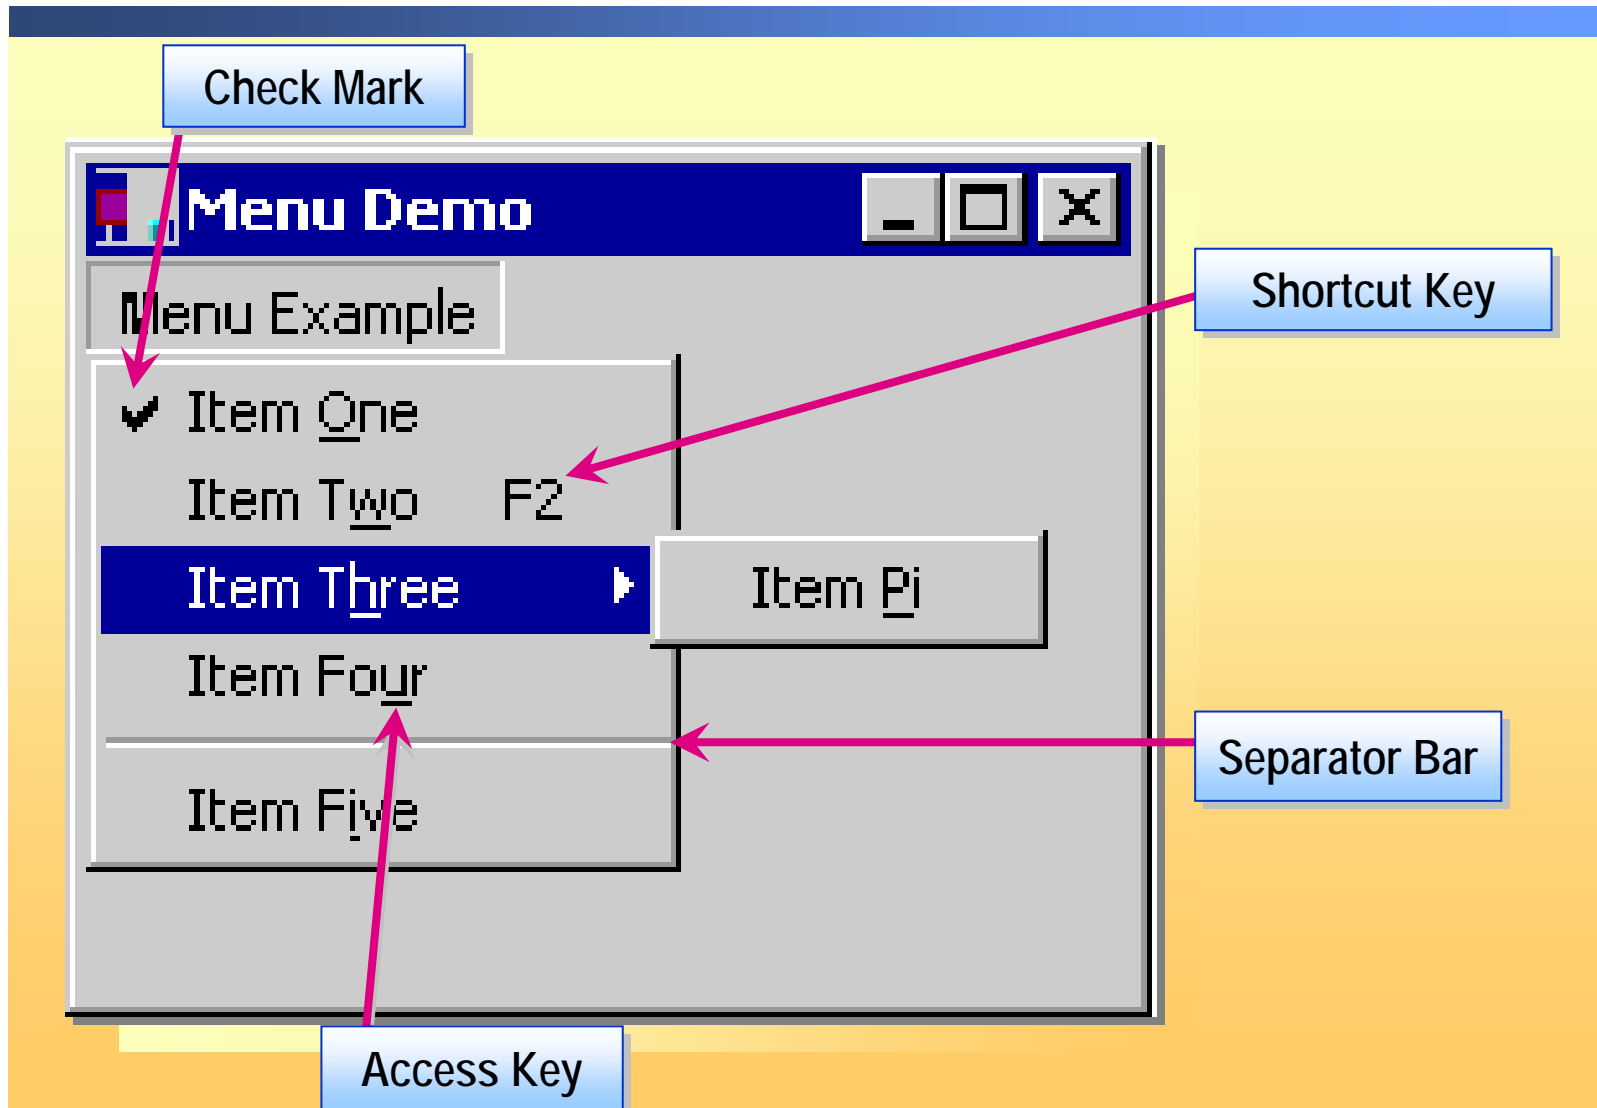 Check Mark
Menu Demo
Shortcut Key
Menu Example
Item One
Item Two F2
Item Three
Item Pi
Item Four
Separator Bar
Item Five
Access Key